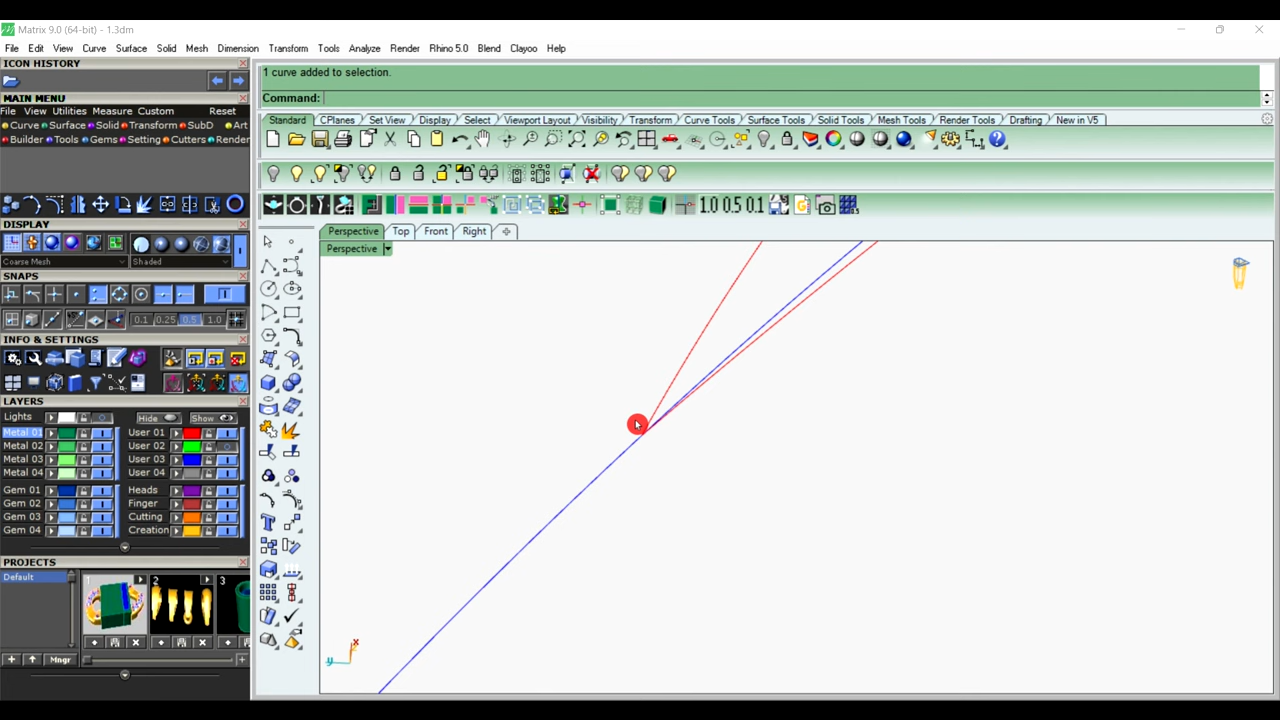 Matrix 9.0 (64-bit) - 1.3dm
File Edit View Curve Surface Solid Mesh Dimension Transform Tools Analyze Render Rhino 5.0 Blend Clayoo Help
ICON HISTORY
1 curve added to selection.
MAIN MENU
Command:
File View Utilities Measure Custom Reset
Standard CPlanes Set View Display Select Viewport Layout Visibility Transform Curve Tools Surface Tools Solid Tools Mesh Tools Render Tools Drafting New in V5
Curve Surface Solid Transform SubD Art
Builder Tools Gems Setting Cutters Render
1.0 0.5 0.1
DISPLAY
Perspective Top Front Right
Perspective
Coarse Mesh Shaded
SNAPS
0.1 0.25 0.5 1.0
INFO & SETTINGS
LAYERS
Lights Hide Show
Metal 01 User 01
Metal 02 User 02
Metal 03 User 03
Metal 04 User 04
Gem 01 Heads
Gem 02 Finger
Gem 03 Cutting
Gem 04 Creation
PROJECTS
Default
1 2 3
x
y
Mngr